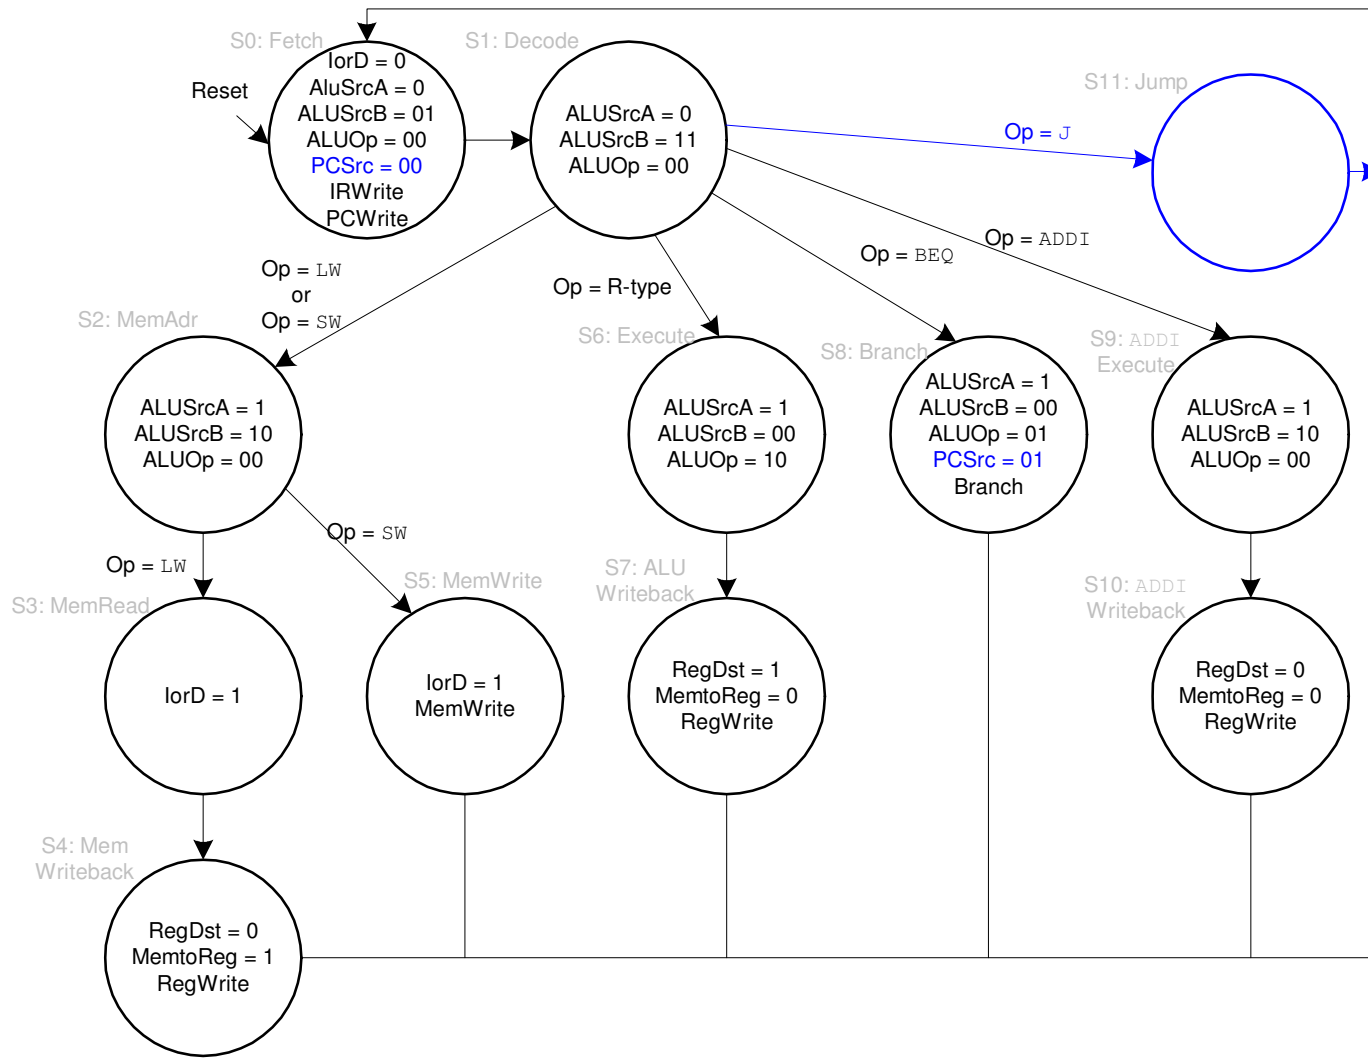 S0: Fetch
IorD = 0
AluSrcA = 0
ALUSrcB = 01
ALUOp = 00
PCSrc = 00
IRWrite
PCWrite
Reset
S1: Decode
ALUSrcA = 0
ALUSrcB = 11
ALUOp = 00
S11: Jump
Op = J
Op = ADDI
Op = BEQ
Op = R-type
Op = LW
or
Op = SW
S2: MemAdr
ALUSrcA = 1
ALUSrcB = 10
ALUOp = 00
S6: Execute
ALUSrcA = 1
ALUSrcB = 00
ALUOp = 10
S8: Branch
ALUSrcA = 1
ALUSrcB = 00
ALUOp = 01
PCSrc = 01
Branch
S9: ADDI
Execute
ALUSrcA = 1
ALUSrcB = 10
ALUOp = 00
Op = SW
Op = LW
S3: MemRead
IorD = 1
S5: MemWrite
IorD = 1
MemWrite
S7: ALU
Writeback
RegDst = 1
MemtoReg = 0
RegWrite
S10: ADDI
Writeback
RegDst = 0
MemtoReg = 0
RegWrite
S4: Mem
Writeback
RegDst = 0
MemtoReg = 1
RegWrite